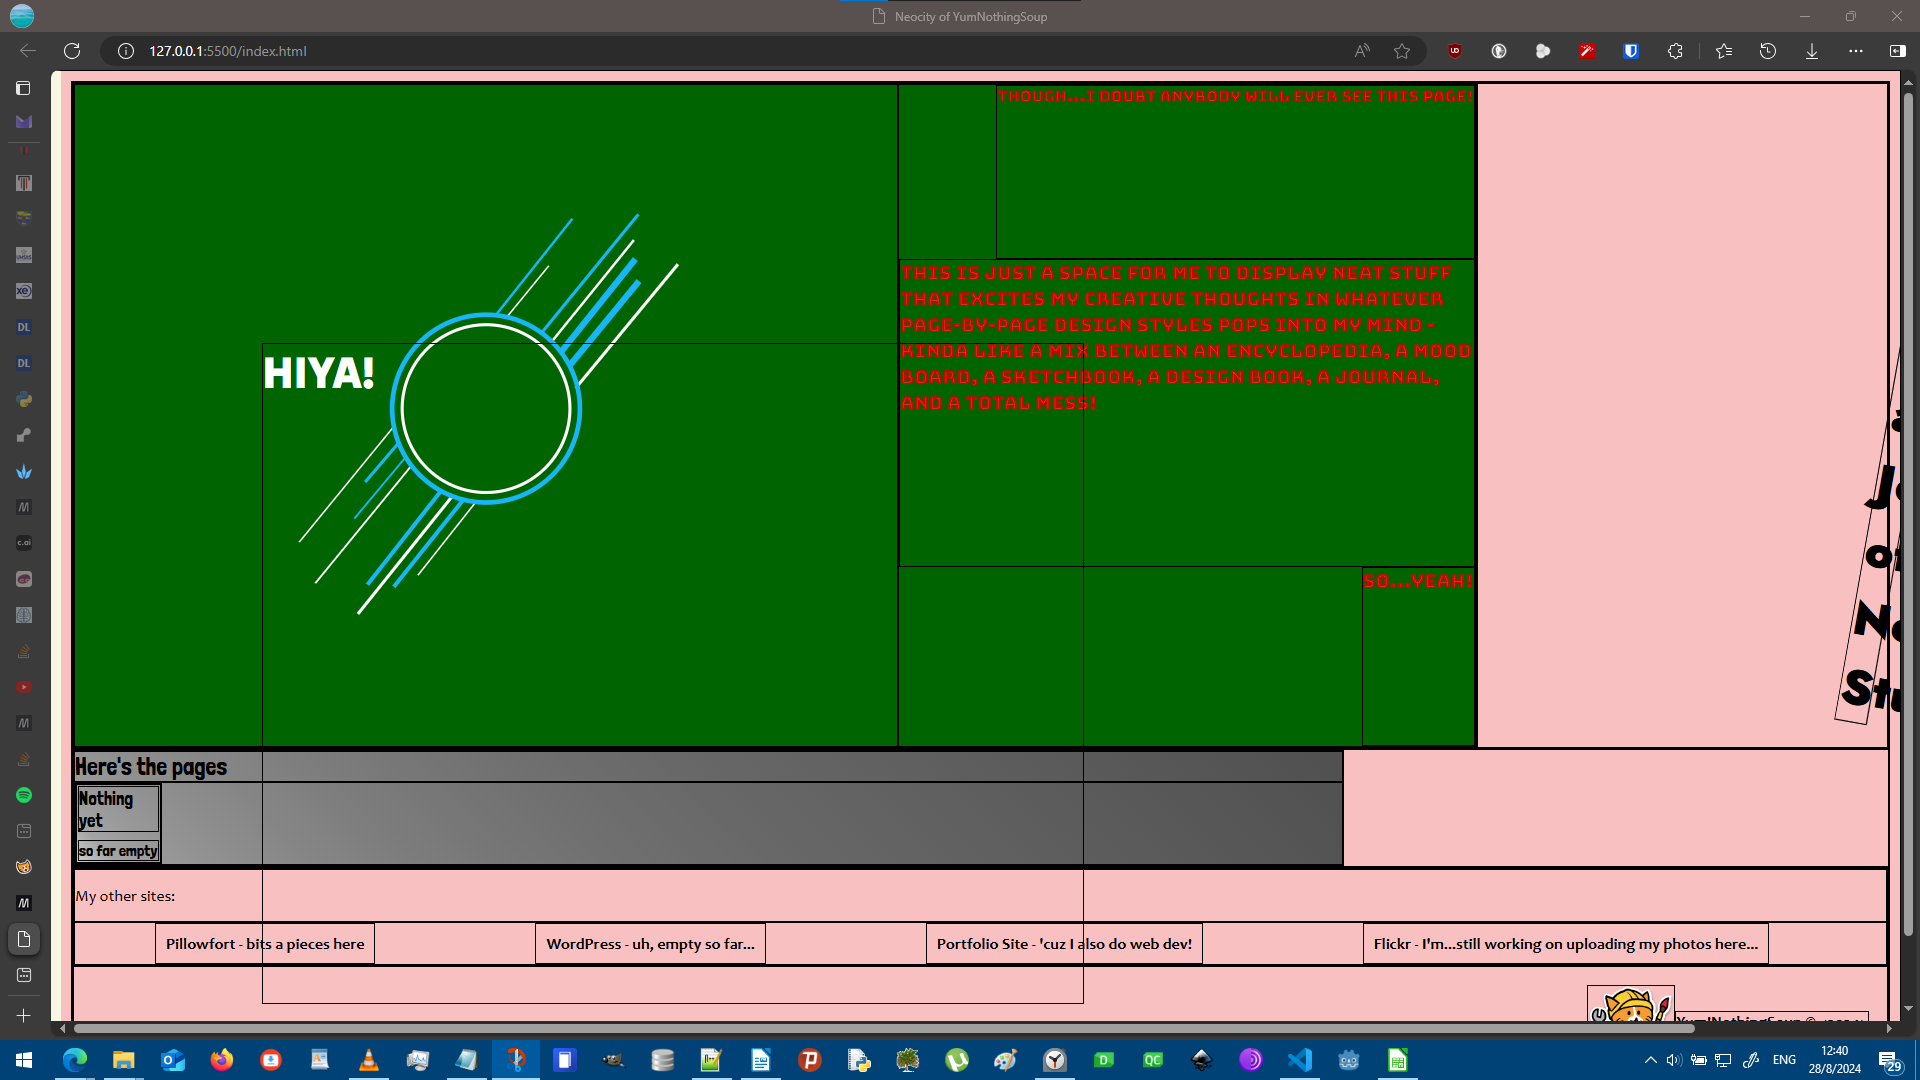 Neocity of YumNothingSoup
127.0.0.1:5500/index.html
THOUGH...I DOUBT ANYBODY WILL EVER SEE THIS PAGE!
THIS IS JUST A SPACE FOR ME TO DISPLAY NEAT STUFF
THAT EXCITES MY CREATIVE THOUGHTS IN WHATEVER
PAGE-BY-PAGE DESIGN STYLES POPS INTO MY MIND -
KINDA LIKE A MIX BETWEEN AN ENCYCLOPEDIA, A MOOD
BOARD, A SKETCHBOOK, A DESIGN BOOK, A JOURNAL,
AND A TOTAL MESS!
HIYA!
SO...YEAH!
Here's the pages
Nothing
yet
so far empty
My other sites:
Pillowfort - bits a pieces here
WordPress - uh, empty so far...
Portfolio Site - 'cuz I also do web dev!
Flickr - I'm...still working on uploading my photos here...
ENG
12:40
28/8/2024
29